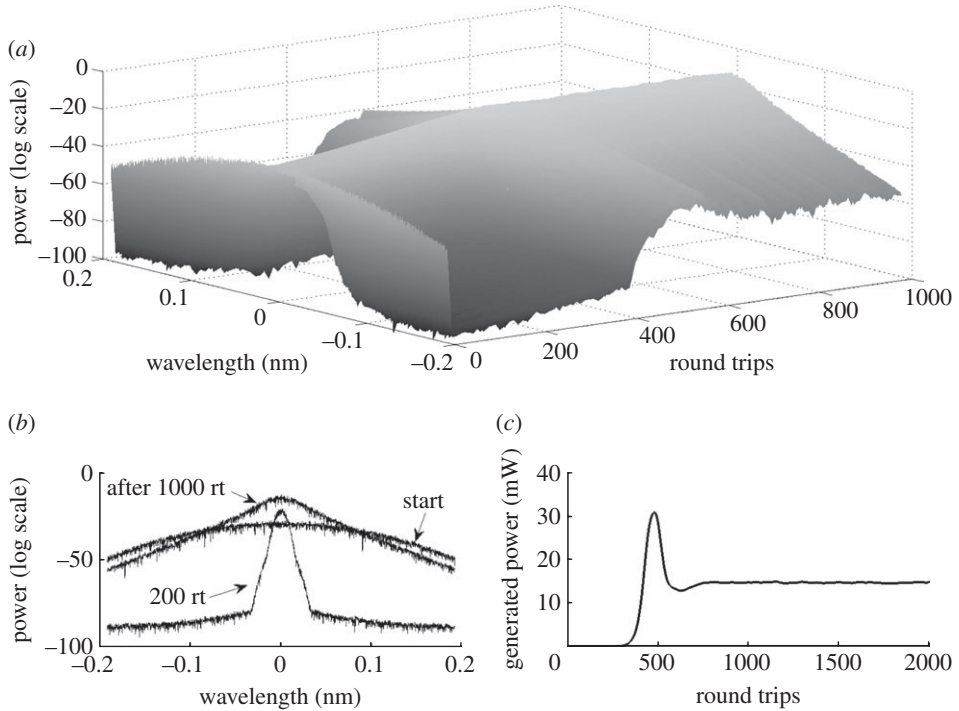 (a)
power (log scale)
0
−20
−40
−60
−80
−100
0.2
0.1
0
−0.1
−0.2
wavelength (nm)
0
200
400
600
800
1000
round trips
(b)
power (log scale)
0
−50
−100
after 1000 rt
start
200 rt
−0.2
−0.1
0
0.1
0.2
wavelength (nm)
(c)
generated power (mW)
40
30
20
10
0
500
1000
1500
2000
round trips